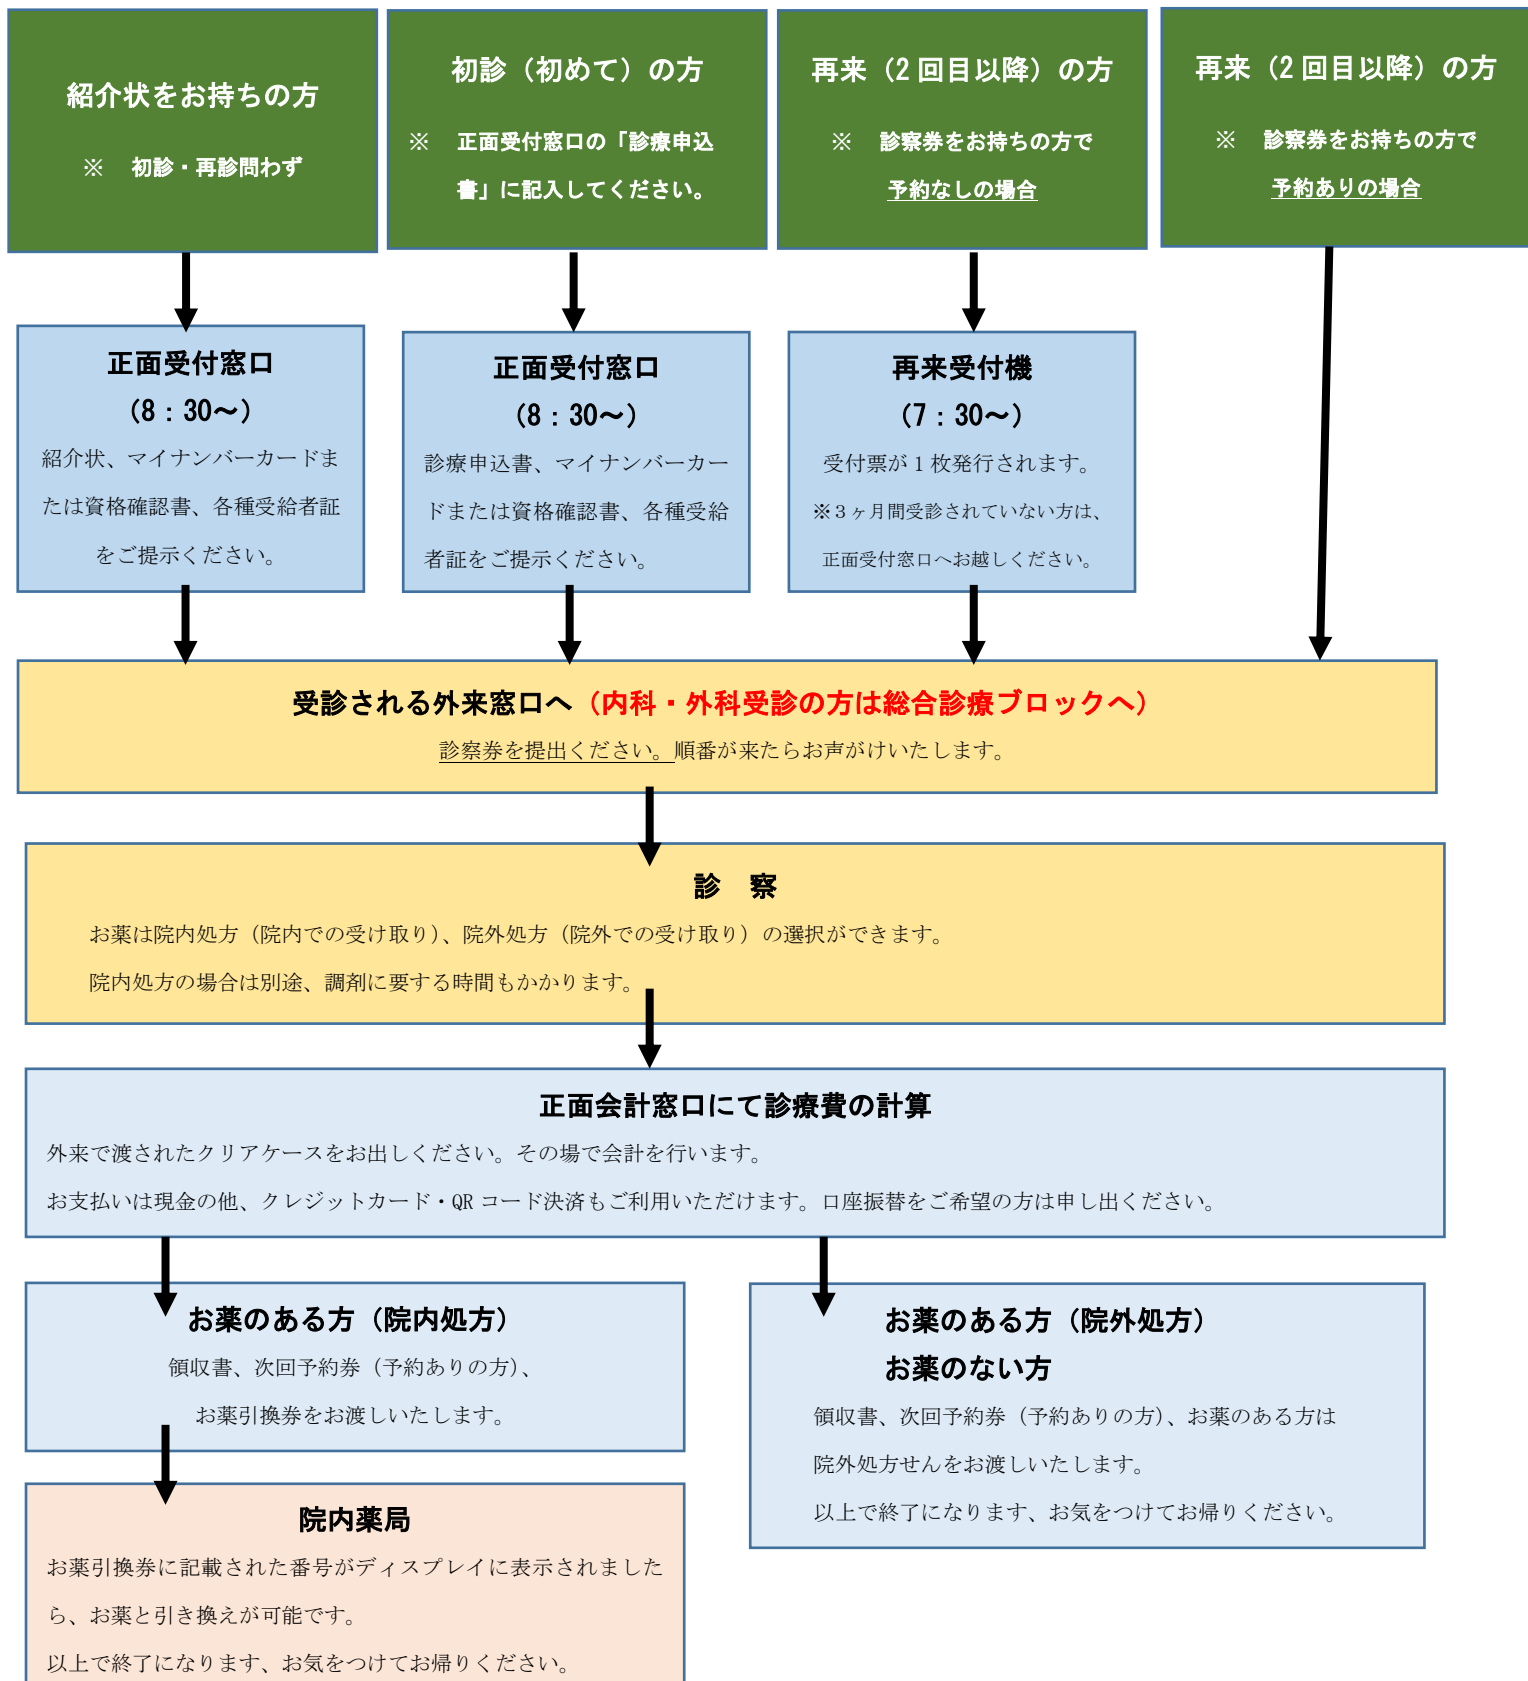 紹介状をお持ちの方
※　初診・再診問わず
初診（初めて）の方
※　正面受付窓口の「診療申込
書」に記入してください。
再来（2回目以降）の方
※　診察券をお持ちの方で
予約なしの場合
再来（2回目以降）の方
※　診察券をお持ちの方で
予約ありの場合
正面受付窓口
（8：30～）
紹介状、マイナンバーカードま
たは資格確認書、各種受給者証
をご提示ください。
正面受付窓口
（8：30～）
診療申込書、マイナンバーカー
ドまたは資格確認書、各種受給
者証をご提示ください。
再来受付機
（7：30～）
受付票が1枚発行されます。
※３ヶ月間受診されていない方は、
正面受付窓口へお越しください。
受診される外来窓口へ（内科・外科受診の方は総合診療ブロックへ）
診察券を提出ください。順番が来たらお声がけいたします。
診　察
お薬は院内処方（院内での受け取り）、院外処方（院外での受け取り）の選択ができます。
院内処方の場合は別途、調剤に要する時間もかかります。
正面会計窓口にて診療費の計算
外来で渡されたクリアケースをお出しください。その場で会計を行います。
お支払いは現金の他、クレジットカード・QRコード決済もご利用いただけます。口座振替をご希望の方は申し出ください。
お薬のある方（院内処方）
領収書、次回予約券（予約ありの方）、
お薬引換券をお渡しいたします。
お薬のある方（院外処方）
お薬のない方
領収書、次回予約券（予約ありの方）、お薬のある方は
院外処方せんをお渡しいたします。
以上で終了になります、お気をつけてお帰りください。
院内薬局
お薬引換券に記載された番号がディスプレイに表示されました
ら、お薬と引き換えが可能です。
以上で終了になります、お気をつけてお帰りください。